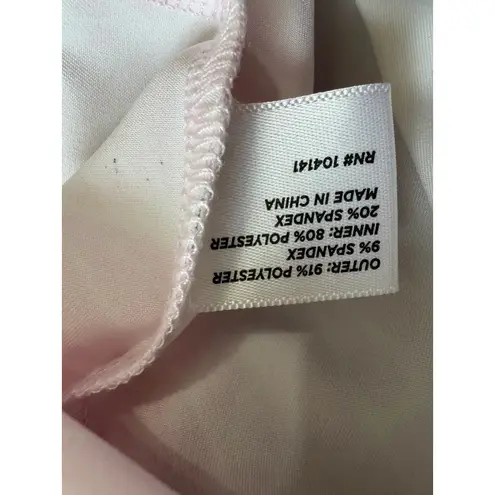 OUTER: 91% POLYESTER
9% SPANDEX
INNER: 80% POLYESTER
20% SPANDEX
MADE IN CHINA
RN# 104141